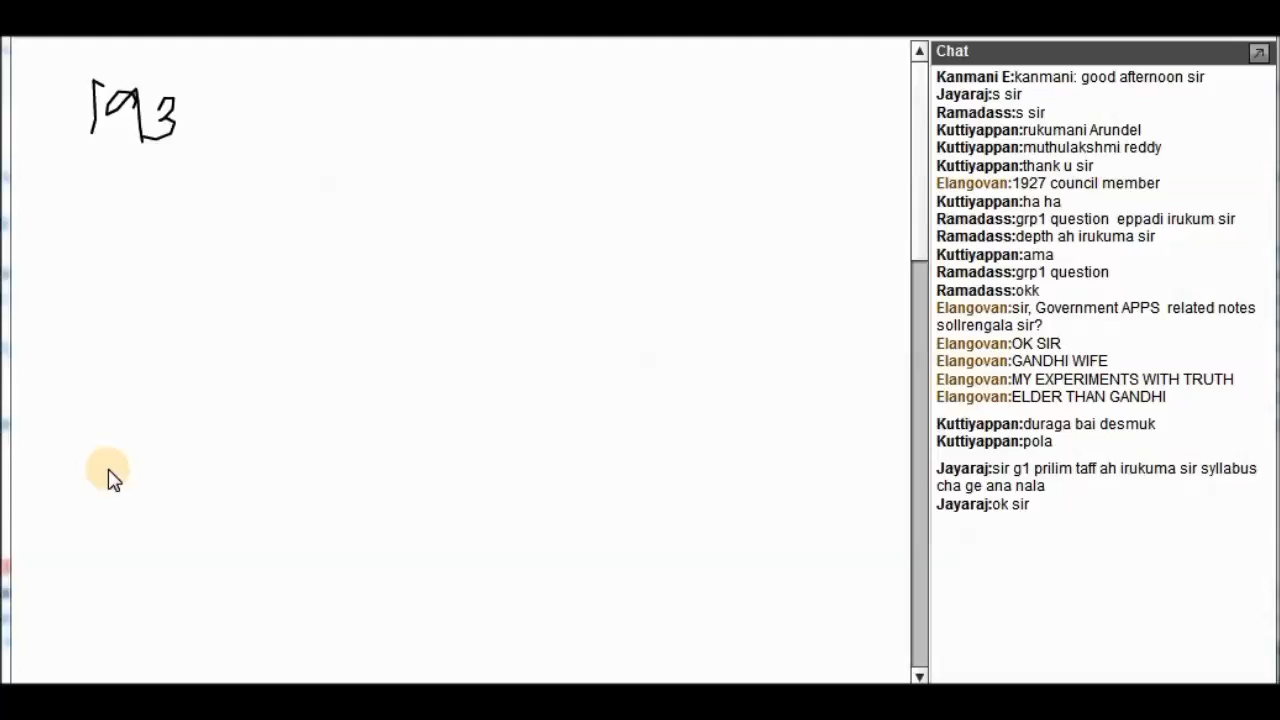 193
Chat
Kanmani E:kanmani: good afternoon sir
Jayaraj:s sir
Ramadass:s sir
Kuttiyappan:rukumani Arundel
Kuttiyappan:muthulakshmi reddy
Kuttiyappan:thank u sir
Elangovan:1927 council member
Kuttiyappan:ha ha
Ramadass:grp1 question eppadi irukum sir
Ramadass:depth ah irukuma sir
Kuttiyappan:ama
Ramadass:grp1 question
Ramadass:okk
Elangovan:sir, Government APPS related notes
sollrengala sir?
Elangovan:OK SIR
Elangovan:GANDHI WIFE
Elangovan:MY EXPERIMENTS WITH TRUTH
Elangovan:ELDER THAN GANDHI
Kuttiyappan:duraga bai desmuk
Kuttiyappan:pola
Jayaraj:sir g1 prilim taff ah irukuma sir syllabus
cha ge ana nala
Jayaraj:ok sir